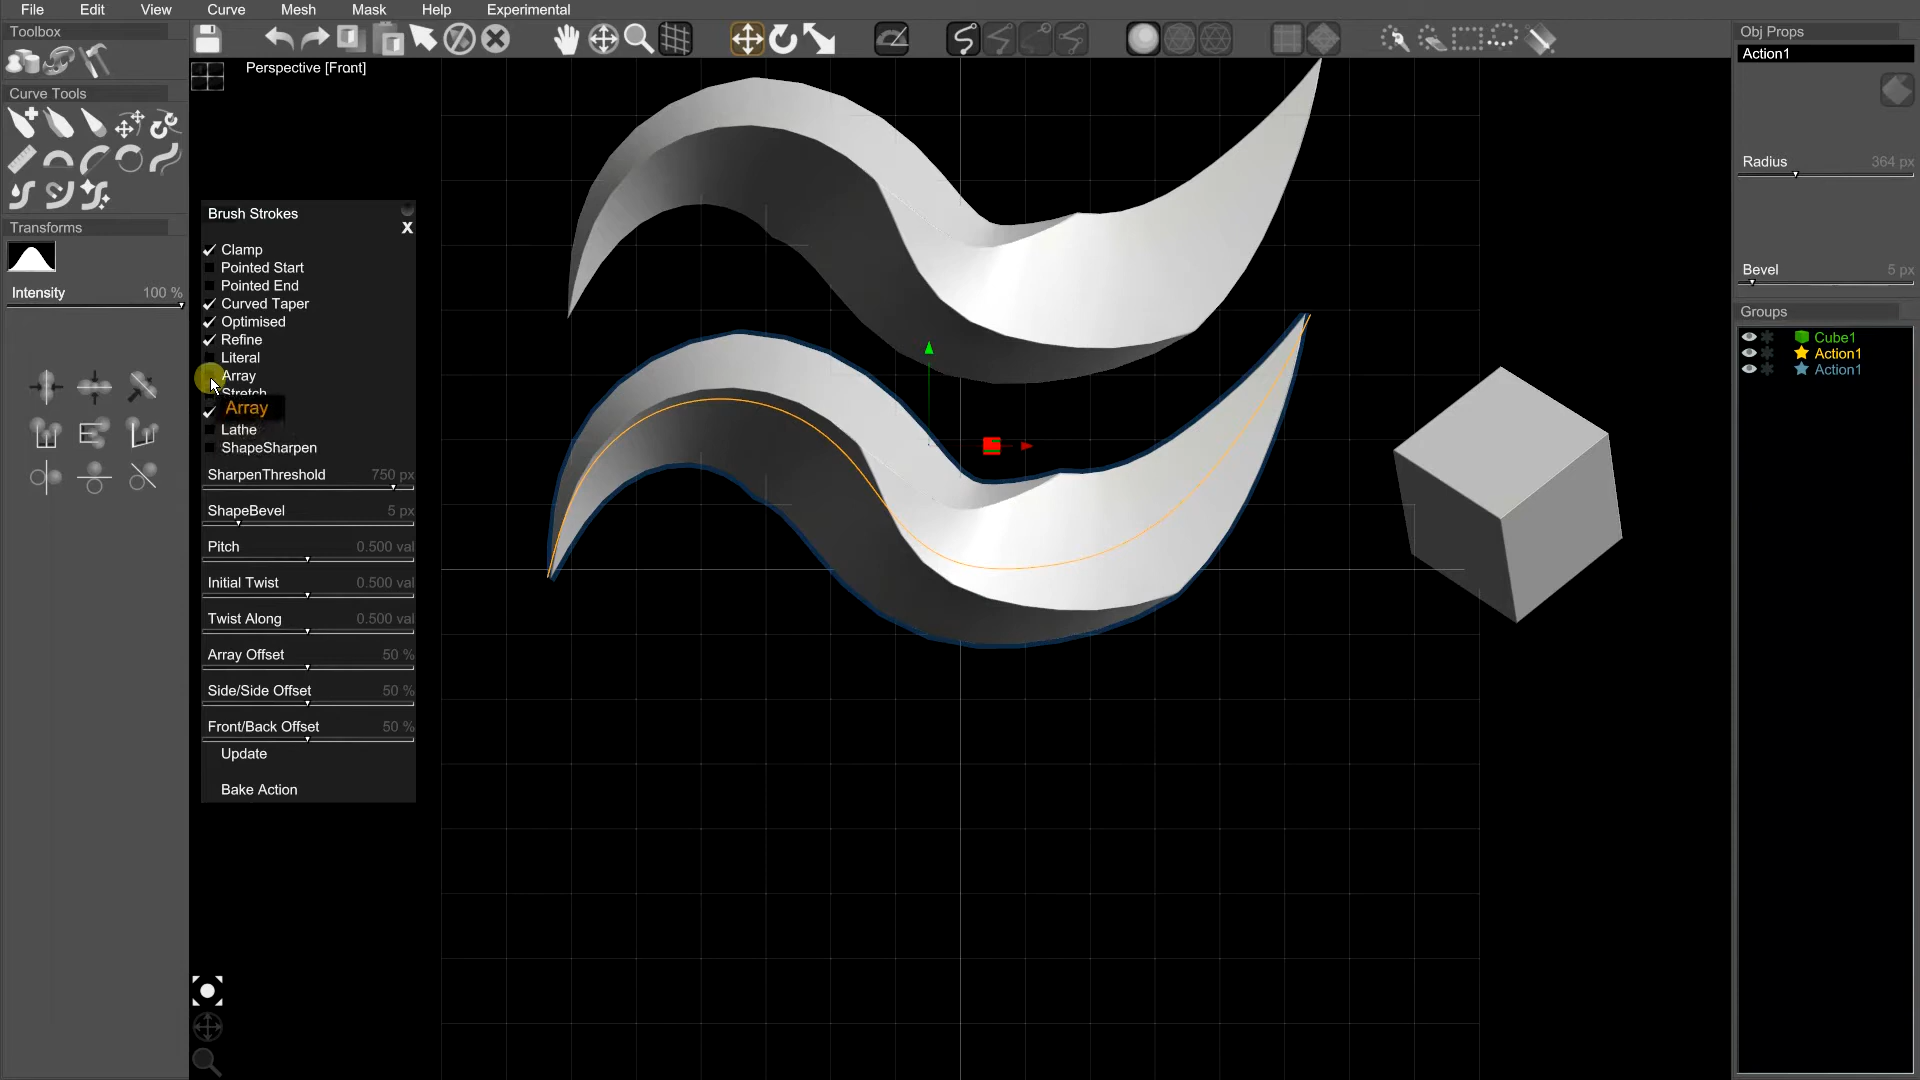 File Edit View Curve Mesh Mask Help Experimental
Toolbox
Curve Tools
Transforms
Intensity 100 %
Perspective [Front]
Brush Strokes
X
Clamp
Pointed Start
Pointed End
Curved Taper
Optimised
Refine
Literal
Array
Stretch
Array
Lathe
ShapeSharpen
SharpenThreshold 750 px
ShapeBevel 5 px
Pitch 0.500 val
Initial Twist 0.500 val
Twist Along 0.500 val
Array Offset 50 %
Side/Side Offset 50 %
Front/Back Offset 50 %
Update
Bake Action
Obj Props
Action1
Radius 364 px
Bevel 5 px
Groups
Cube1
Action1
Action1